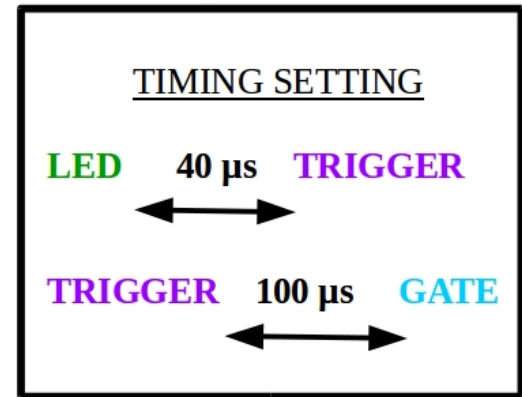 TIMING SETTING
LED 40 µs TRIGGER
TRIGGER 100 µs GATE